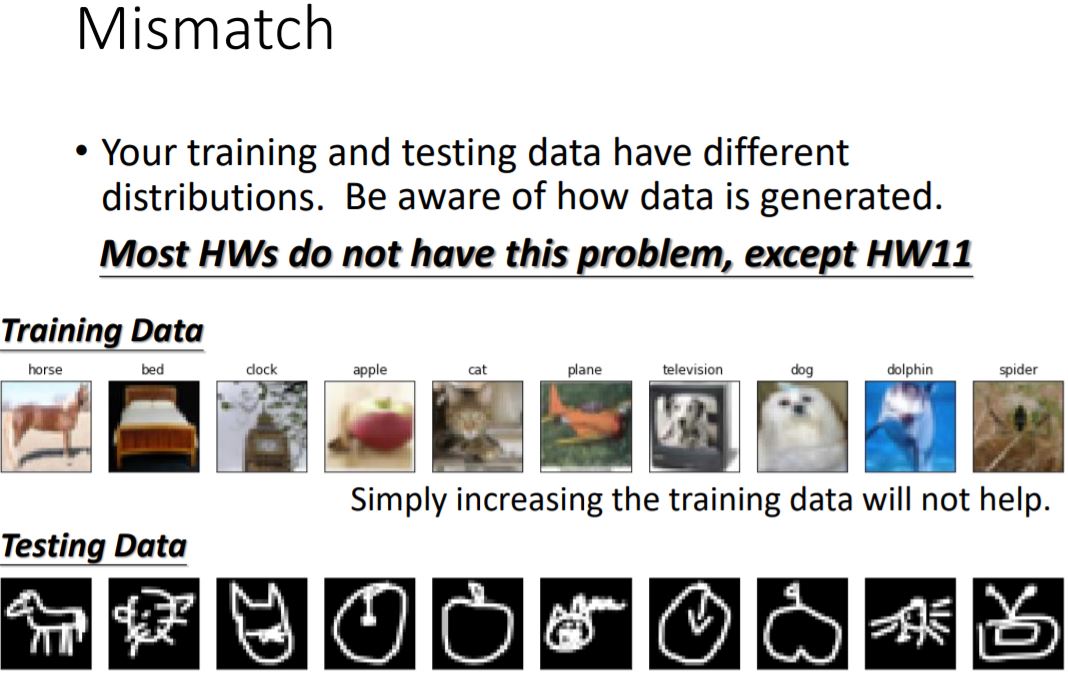 Mismatch
• Your training and testing data have different
distributions. Be aware of how data is generated.
Most HWs do not have this problem, except HW11
Training Data
horse bed clock apple cat plane television dog dolphin spider
Simply increasing the training data will not help.
Testing Data